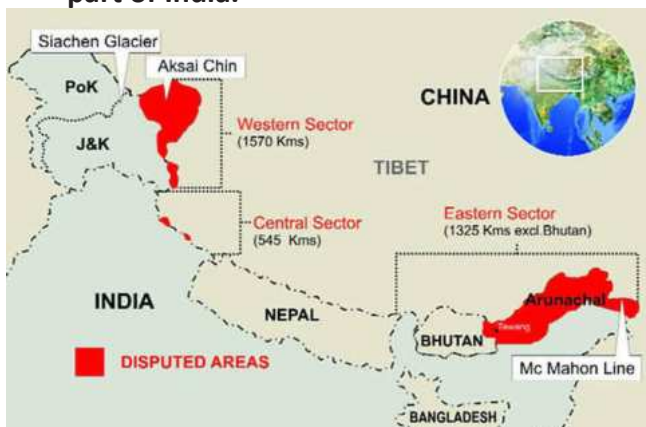 part of India.
Siachen Glacier
Aksai Chin
PoK
CHINA
J&K
Western Sector
(1570 Kms)
TIBET
Central Sector
(545 Kms)
Eastern Sector
(1325 Kms excl.Bhutan)
INDIA
NEPAL
Arunachal
Tawang
BHUTAN
DISPUTED AREAS
Mc Mahon Line
BANGLADESH